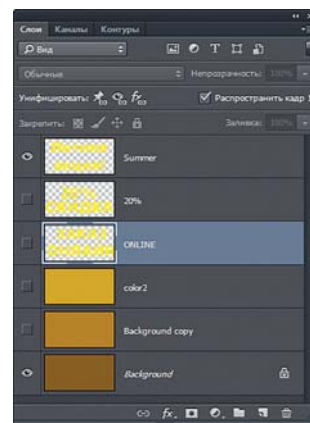 Слои Каналы Контуры
Вид
Обычные Непрозрачность: 100%
Унифицировать: Распространить кадр 1
Закрепить: Заливка: 100%
Summer
20%
ONLINE
color2
Background copy
Background
fx